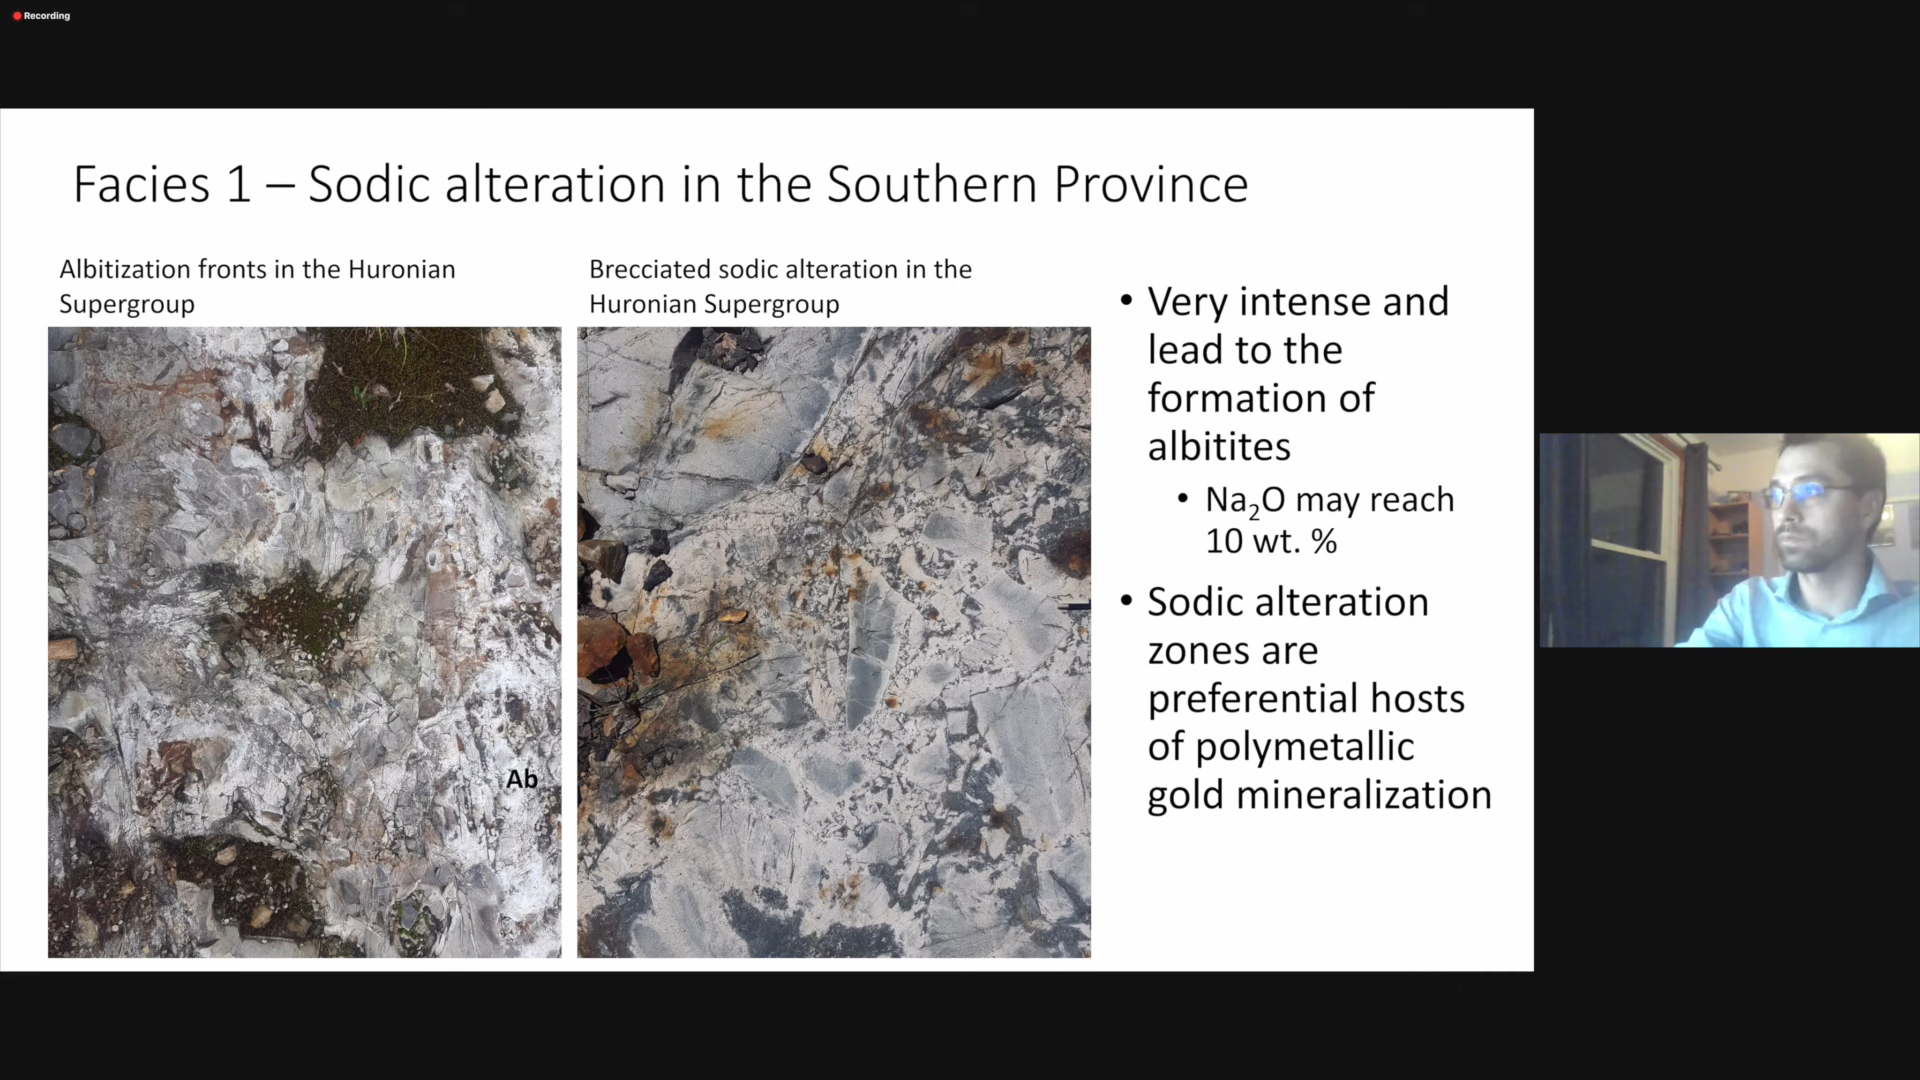 Recording
Facies 1 – Sodic alteration in the Southern Province
Albitization fronts in the Huronian
Supergroup
Brecciated sodic alteration in the
Huronian Supergroup
Ab
• Very intense and
lead to the
formation of
albitites
• Na₂O may reach
10 wt. %
• Sodic alteration
zones are
preferential hosts
of polymetallic
gold mineralization